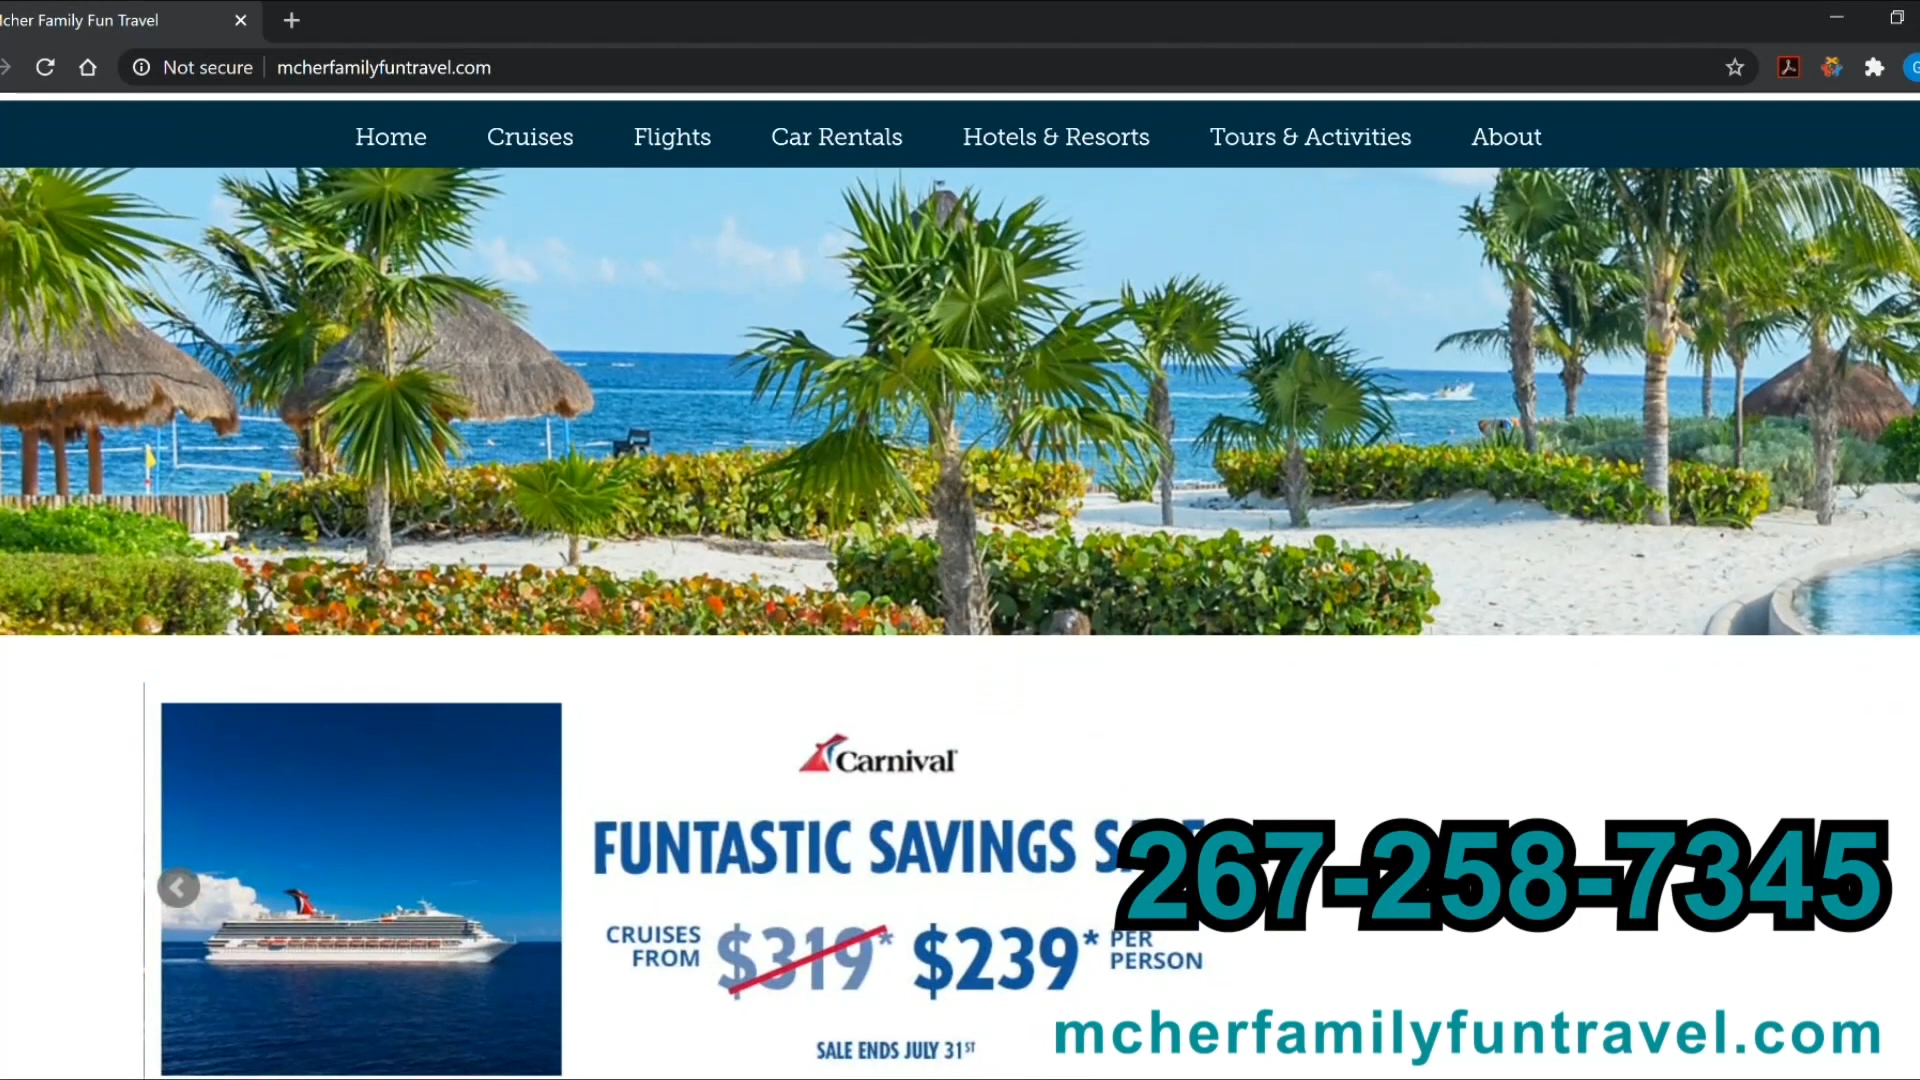 cher Family Fun Travel
Not secure
mcherfamilyfuntravel.com
Home
Cruises
Flights
Car Rentals
Hotels & Resorts
Tours & Activities
About
Carnival
FUNTASTIC SAVINGS
267-258-7345
CRUISES FROM
$319*
$239*
PER PERSON
SALE ENDS JULY 31ST
mcherfamilyfuntravel.com